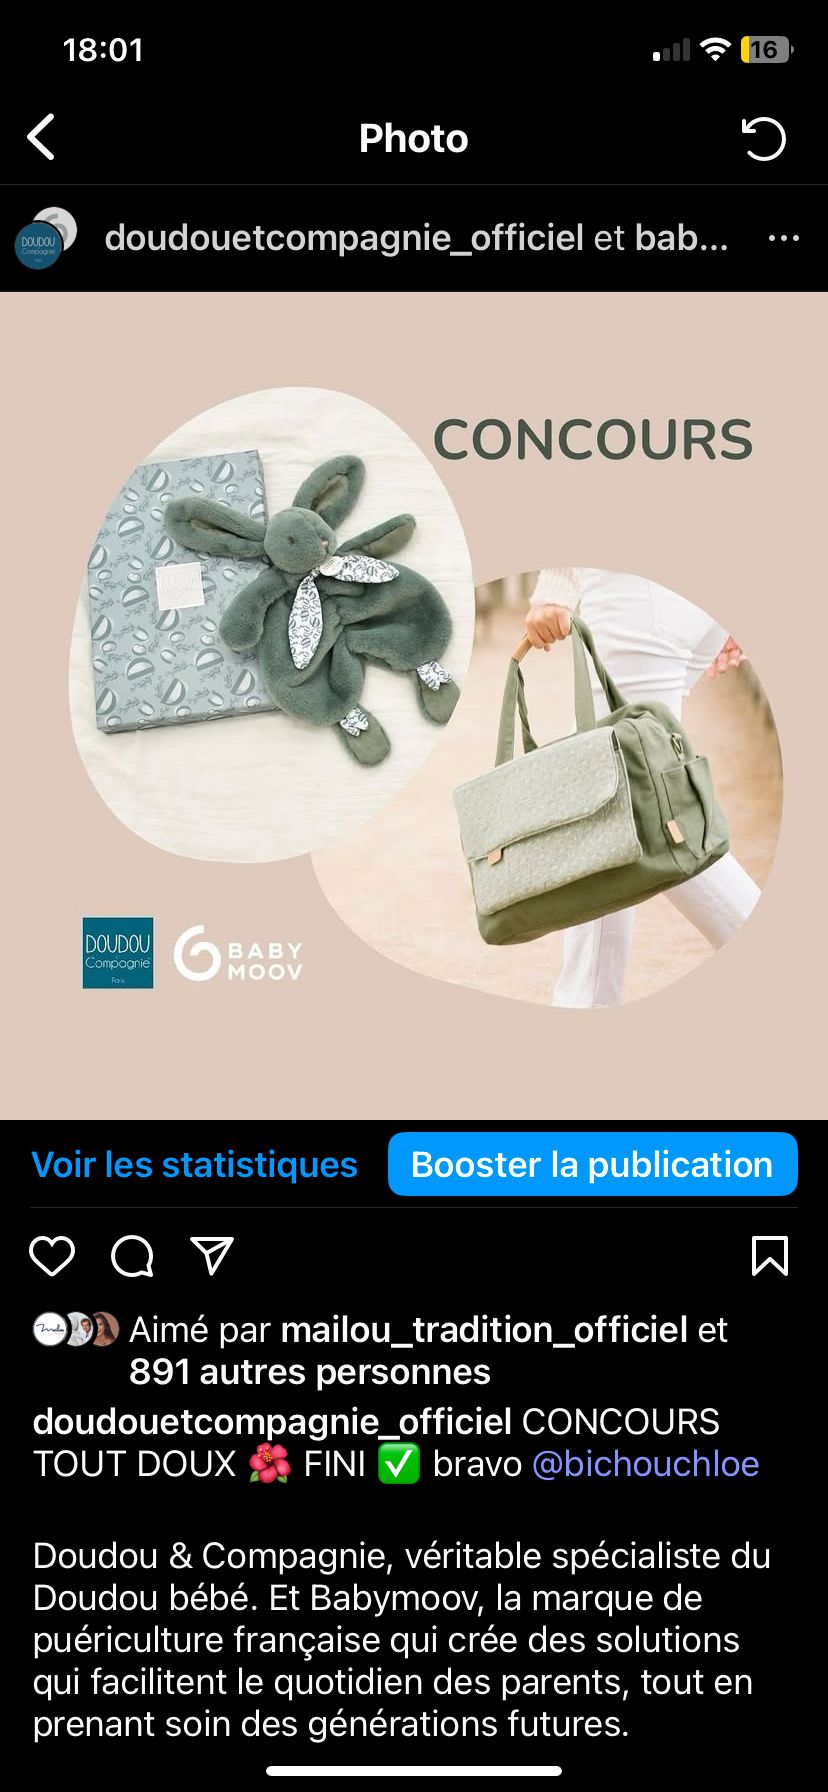 18:01
16
Photo
doudouetcompagnie_officiel et bab...
CONCOURS
DOUDOU
Compagnie
Paris
BABY
MOOV
Voir les statistiques
Booster la publication
Aimé par mailou_tradition_officiel et
891 autres personnes
doudouetcompagnie_officiel CONCOURS
TOUT DOUX 🌺 FINI ✅ bravo @bichouchloe
Doudou & Compagnie, véritable spécialiste du
Doudou bébé. Et Babymoov, la marque de
puériculture française qui crée des solutions
qui facilitent le quotidien des parents, tout en
prenant soin des générations futures.